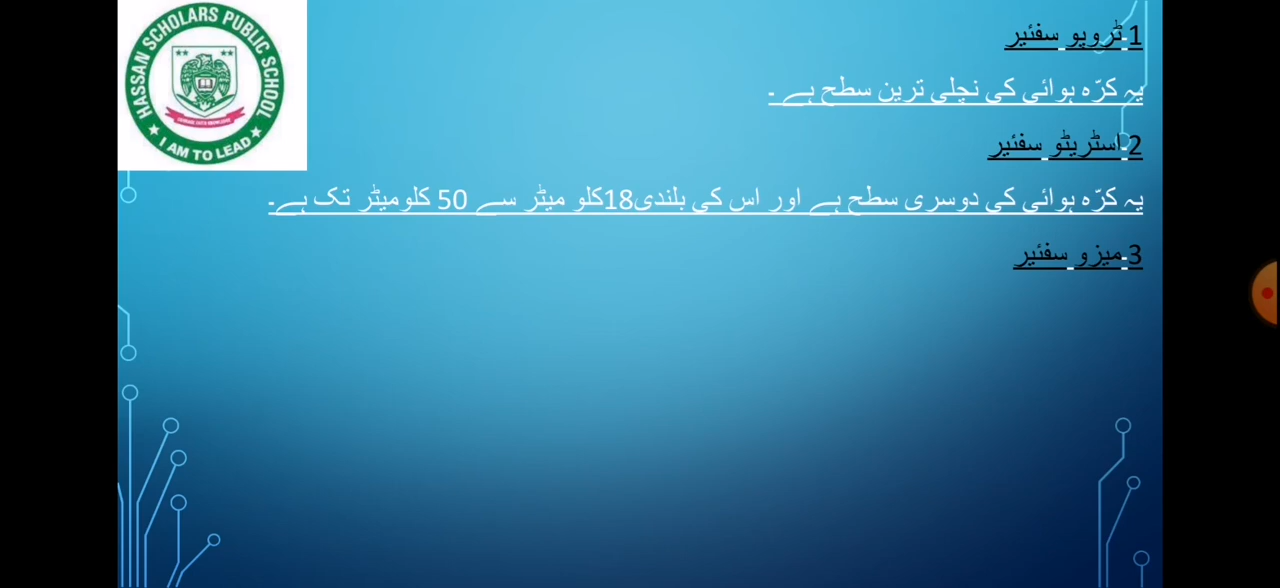 HASSAN SCHOLARS PUBLIC SCHOOL
I AM TO LEAD
1-ٹروپو سفئیر
یہ کرّہ ہوائی کی نچلی ترین سطح ہے ۔
2-اسٹریٹو سفئیر
یہ کرّہ ہوائی کی دوسری سطح ہے اور اس کی بلندی18کلو میٹر سے 50 کلومیٹر تک ہے۔
3-میزو سفئیر